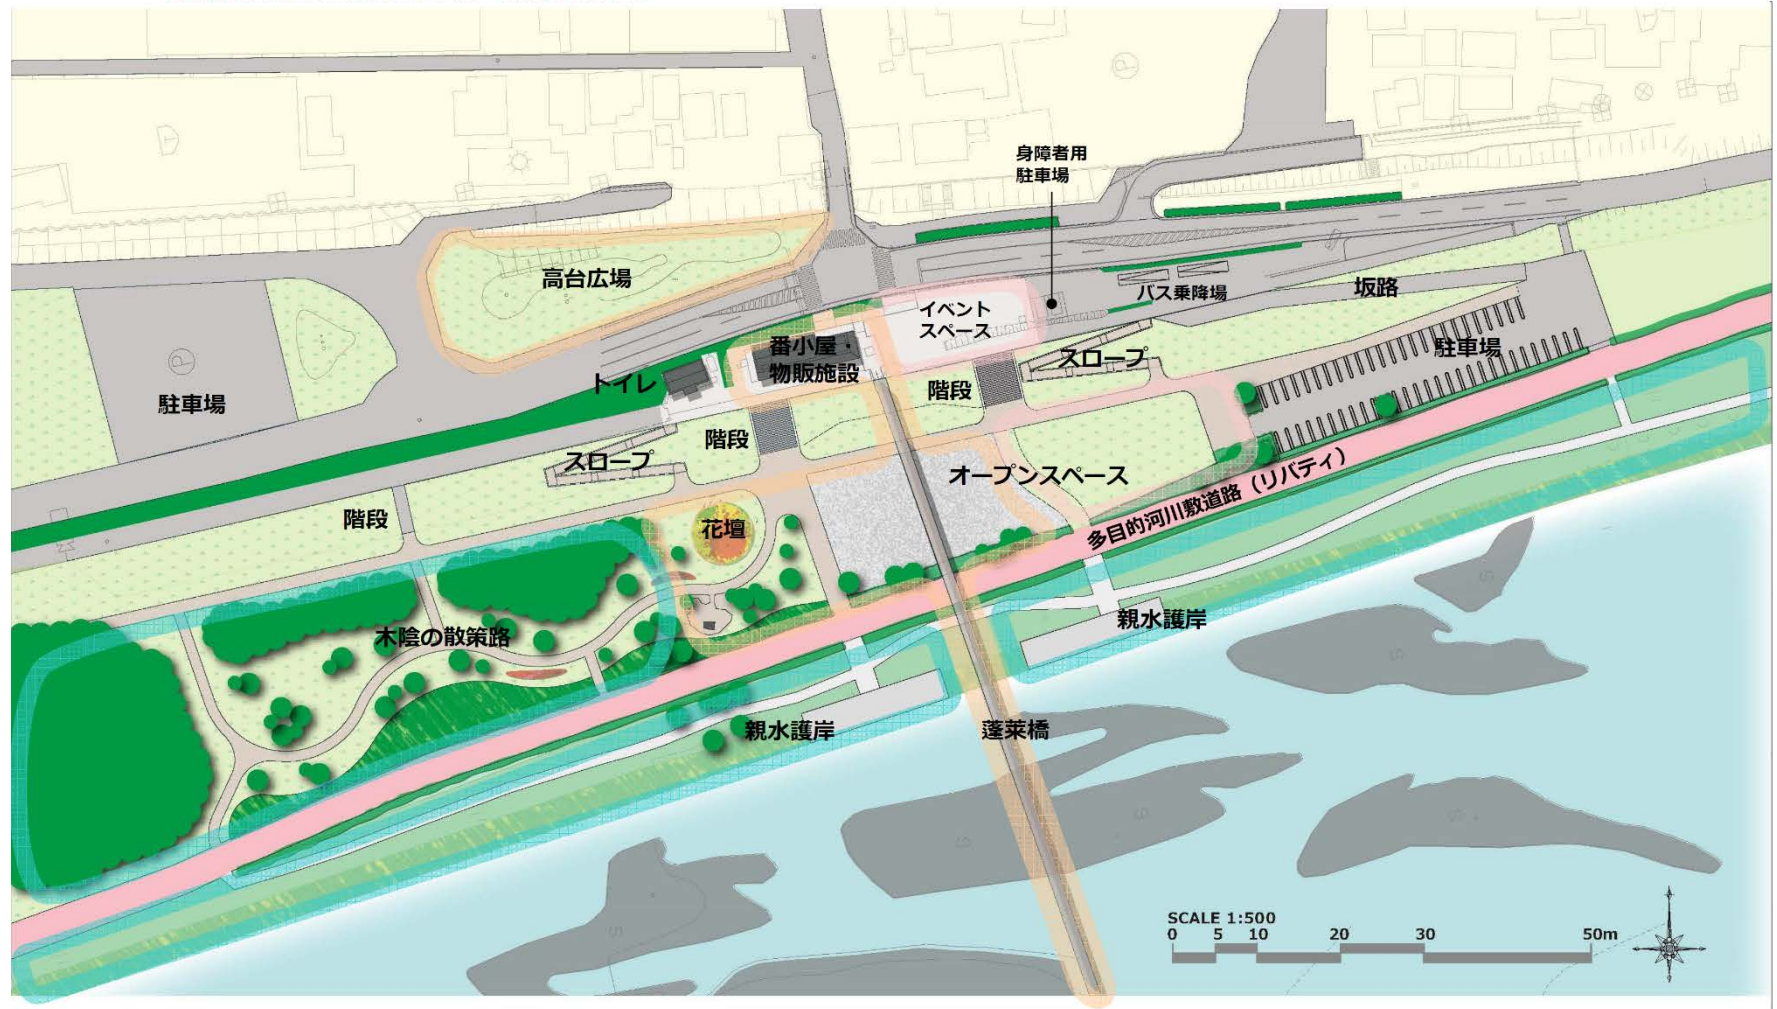 身障者用
駐車場
高台広場
イベント
スペース
バス乗降場
坂路
番小屋・
物販施設
スロープ
駐車場
トイレ
階段
駐車場
P
階段
スロープ
オープンスペース
階段
花壇
多目的河川敷道路（リバティ）
木陰の散策路
親水護岸
親水護岸
蓬莱橋
SCALE 1:500
0 5 10 20 30 50m